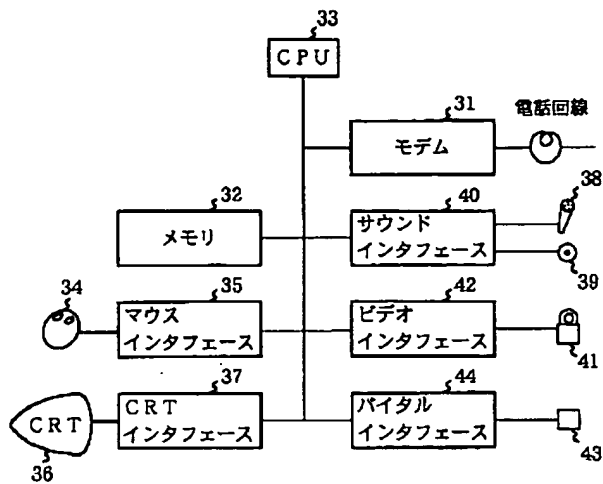 33
CPU
31
電話回線
モデム
38
32
40
メモリ
サウンド
インタフェース
39
34
35
42
マウス
インタフェース
ビデオ
インタフェース
41
37
44
CRT
CRT
インタフェース
バイタル
インタフェース
36
43